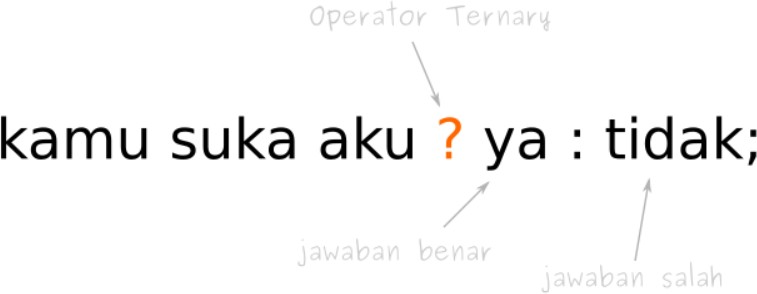 Operator Ternary
kamu suka aku ? ya : tidak;
jawaban benar
jawaban salah